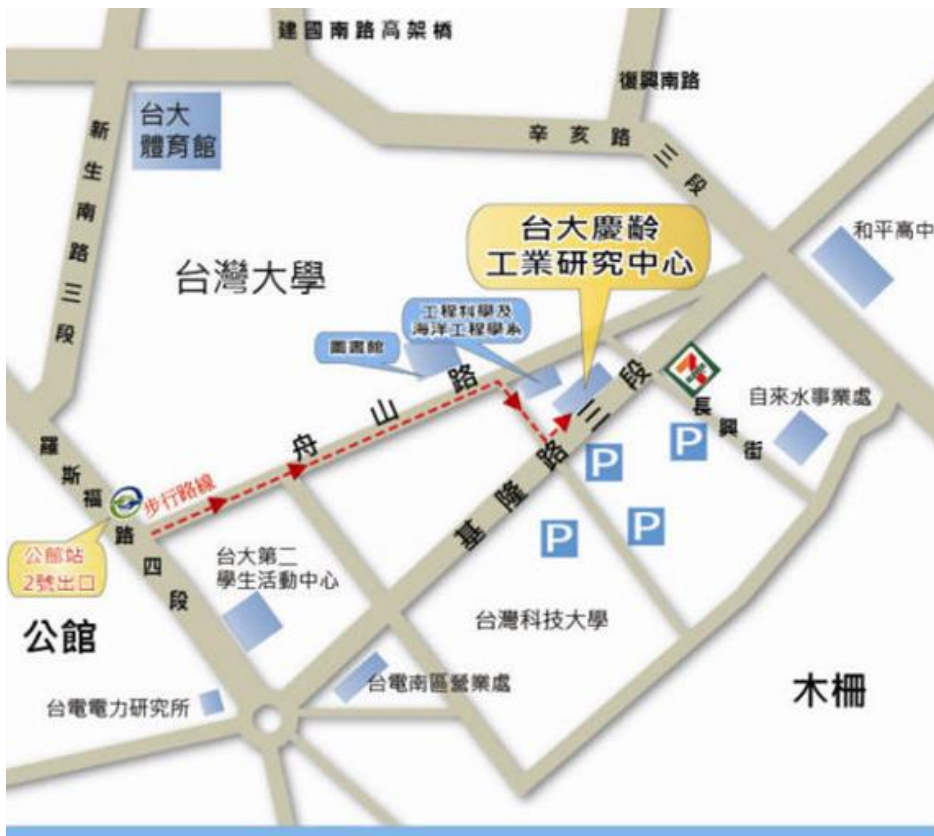 建國南路高架橋
復興南路
台大
體育館
新生南路三段
辛亥路三段
台大慶齡
工業研究中心
和平高中
台灣大學
工程科學及
海洋工程學系
圖書館
舟山路
長興街
自來水事業處
羅斯福路四段
步行路線
基隆路三段
P
P
P
P
公館站
2號出口
台大第二
學生活動中心
公館
台灣科技大學
台電南區營業處
木柵
台電電力研究所